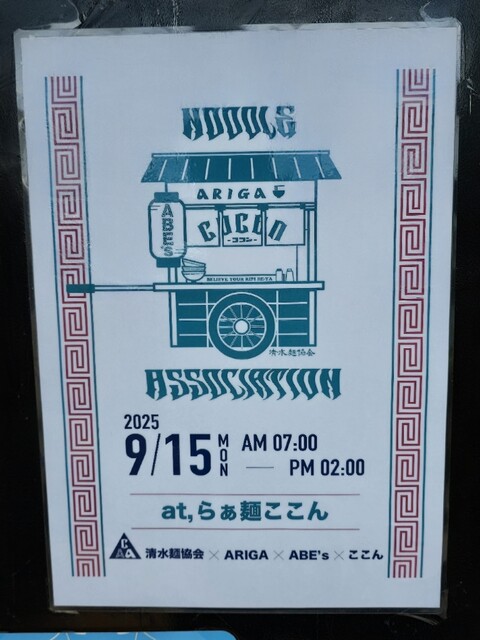 NOODLE
ARIGA
COCON
-ココン-
ABE's
清水麺協会
ASSOCIATION
2025
9/15 MON AM 07:00
— PM 02:00
at,らぁ麺ここん
CAA 清水麺協会 × ARIGA × ABE's × ここん